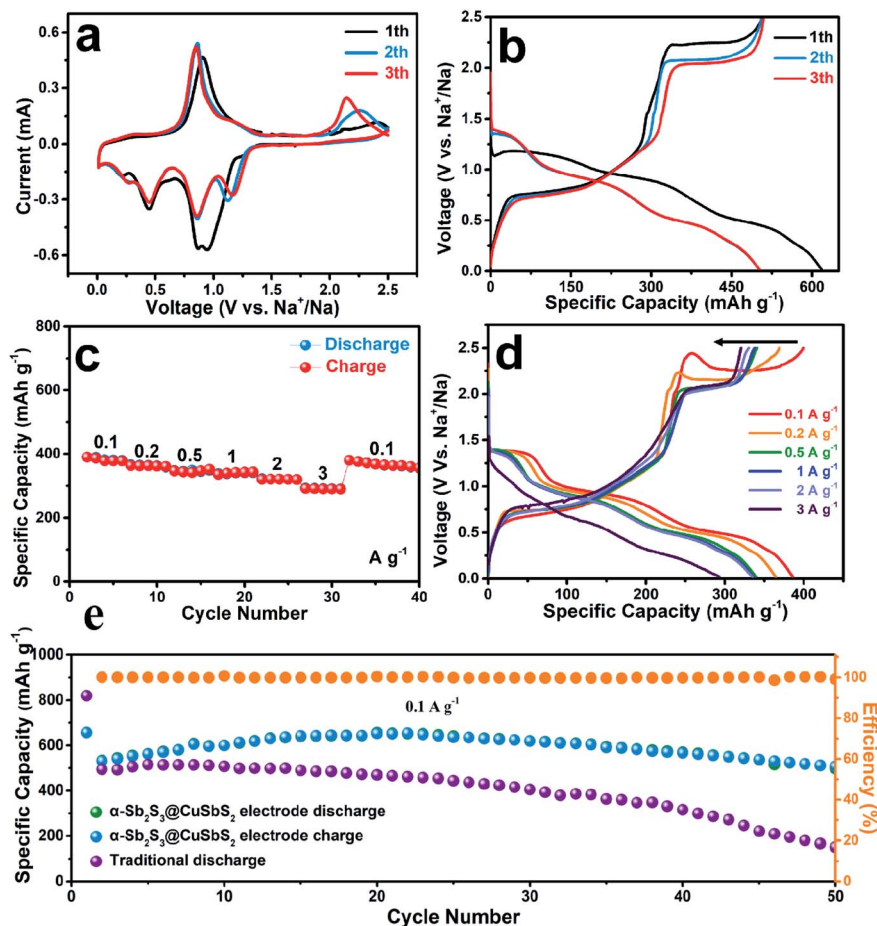 a
1th
2th
3th
Current (mA)
0.6
0.3
0.0
-0.3
-0.6
0.0 0.5 1.0 1.5 2.0 2.5
Voltage (V vs. Na⁺/Na)
b
1th
2th
3th
Voltage (V vs. Na⁺/Na)
2.5
2.0
1.5
1.0
0.5
0.0
0 150 300 450 600
Specific Capacity (mAh g⁻¹)
c
Discharge
Charge
Specific Capacity (mAh g⁻¹)
800
600
400
200
0
0.1 0.2 0.5 1 2 3 0.1
A g⁻¹
0 10 20 30 40
Cycle Number
d
0.1 A g⁻¹
0.2 A g⁻¹
0.5 A g⁻¹
1 A g⁻¹
2 A g⁻¹
3 A g⁻¹
Voltage (V Vs. Na⁺/Na)
2.5
2.0
1.5
1.0
0.5
0.0
0 100 200 300 400
Specific Capacity (mAh g⁻¹)
e
Specific Capacity (mAh g⁻¹)
1000
800
600
400
200
0
0.1 A g⁻¹
α-Sb₂S₃@CuSbS₂ electrode discharge
α-Sb₂S₃@CuSbS₂ electrode charge
Traditional discharge
100
80
60
40
20
0
Efficiency (%)
0 10 20 30 40 50
Cycle Number